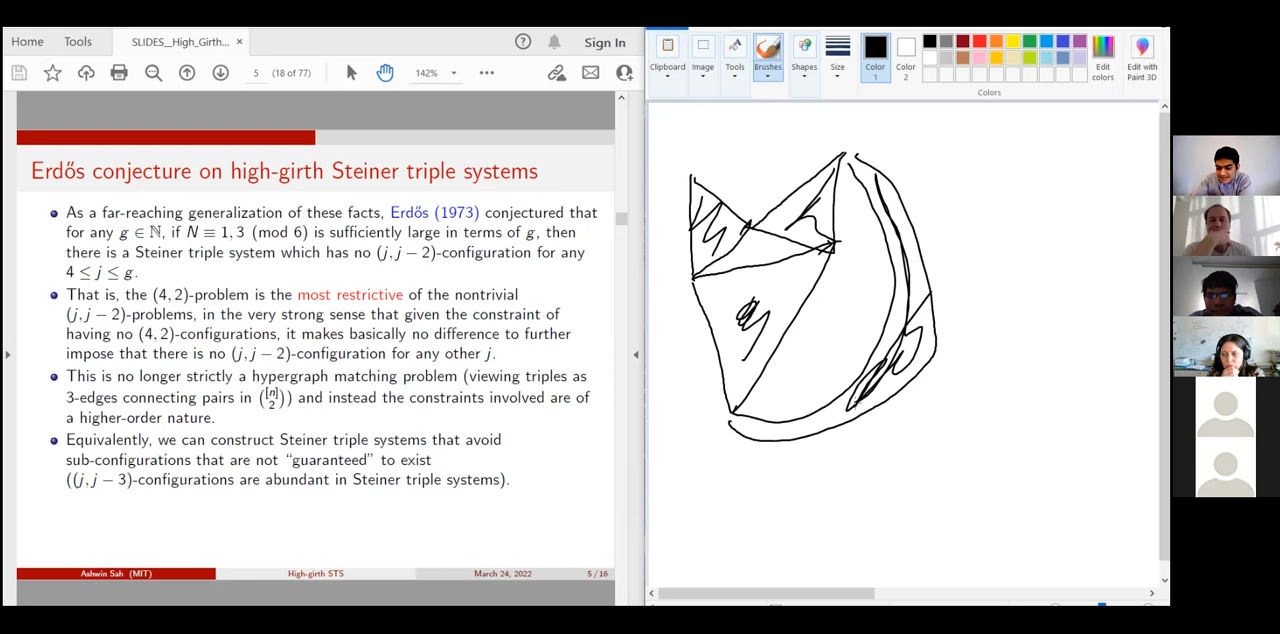 Home
Tools
SLIDES__High_Girth...
×
Sign In
5
(18 of 77)
142%
Clipboard
Image
Tools
Brushes
Shapes
Size
Color
1
Color
2
Edit
colors
Edit with
Paint 3D
Colors
Erdős conjecture on high-girth Steiner triple systems
As a far-reaching generalization of these facts, Erdős (1973) conjectured that
for any g ∈ ℕ, if N ≡ 1, 3 (mod 6) is sufficiently large in terms of g, then
there is a Steiner triple system which has no (j, j − 2)-configuration for any
4 ≤ j ≤ g.
That is, the (4, 2)-problem is the most restrictive of the nontrivial
(j, j − 2)-problems, in the very strong sense that given the constraint of
having no (4, 2)-configurations, it makes basically no difference to further
impose that there is no (j, j − 2)-configuration for any other j.
This is no longer strictly a hypergraph matching problem (viewing triples as
3-edges connecting pairs in ([n] 2)) and instead the constraints involved are of
a higher-order nature.
Equivalently, we can construct Steiner triple systems that avoid
sub-configurations that are not “guaranteed” to exist
((j, j − 3)-configurations are abundant in Steiner triple systems).
Ashwin Sah (MIT)
High-girth STS
March 24, 2022
5 / 16